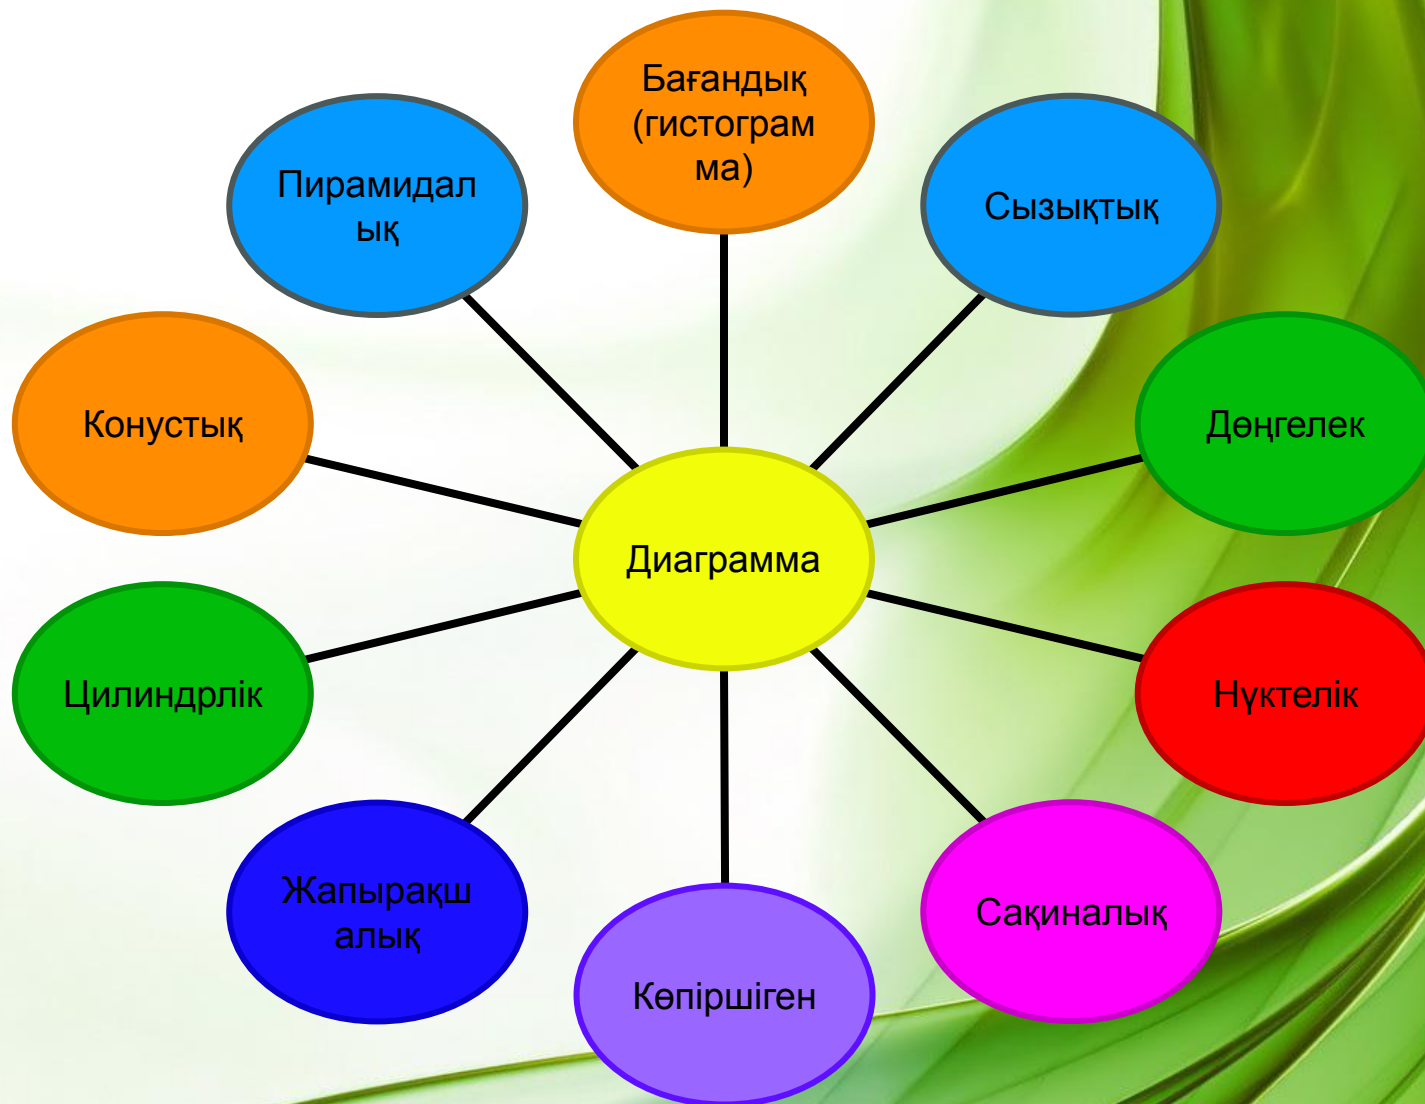 Бағандық
(гистограм
ма)
Сызықтық
Дөңгелек
Нүктелік
Сақиналық
Көпіршіген
Жапырақш
алық
Цилиндрлік
Конустық
Пирамидал
ық
Диаграмма